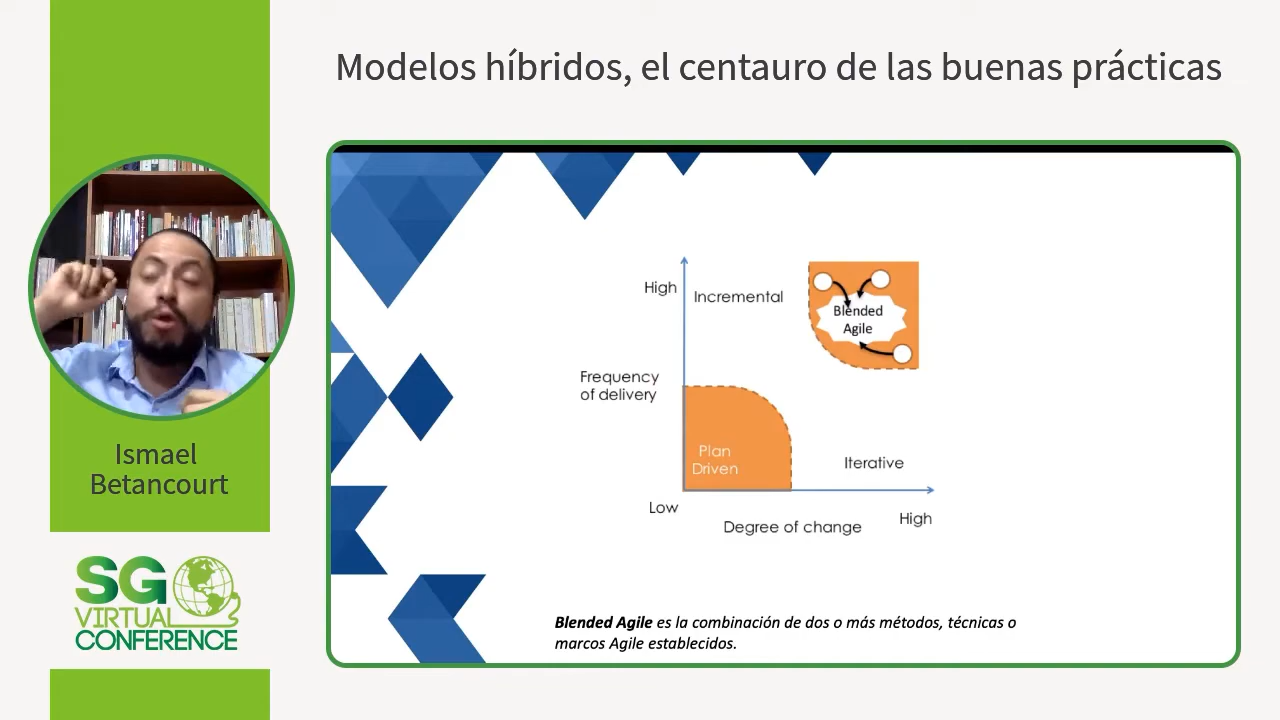 Modelos híbridos, el centauro de las buenas prácticas
High
Incremental
Blended
Agile
Frequency
of delivery
Plan
Driven
Iterative
Low
Degree of change
High
Blended Agile es la combinación de dos o más métodos, técnicas o
marcos Agile establecidos.
Ismael
Betancourt
SG
VIRTUAL
CONFERENCE